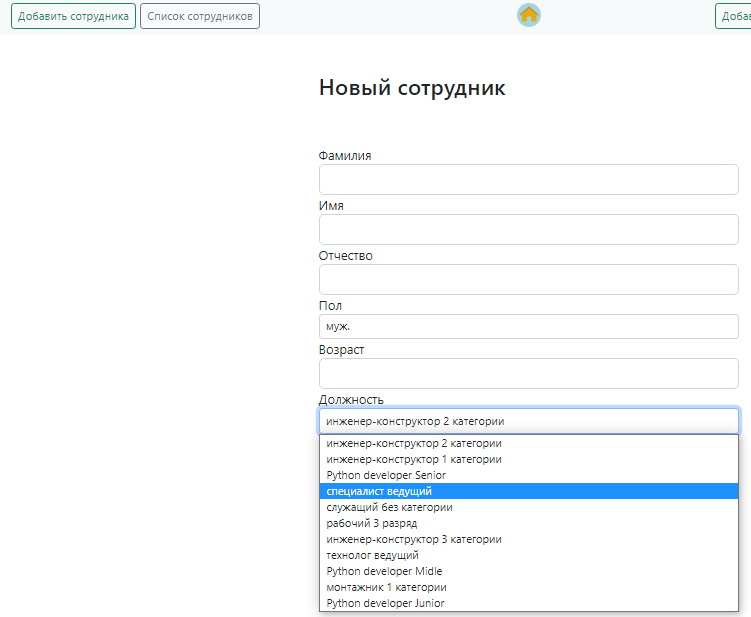 Добавить сотрудника Список сотрудников Доба
Новый сотрудник
Фамилия
Имя
Отчество
Пол
муж.
Возраст
Должность
инженер-конструктор 2 категории
инженер-конструктор 2 категории
инженер-конструктор 1 категории
Python developer Senior
специалист ведущий
служащий без категории
рабочий 3 разряд
инженер-конструктор 3 категории
технолог ведущий
Python developer Midle
монтажник 1 категории
Python developer Junior